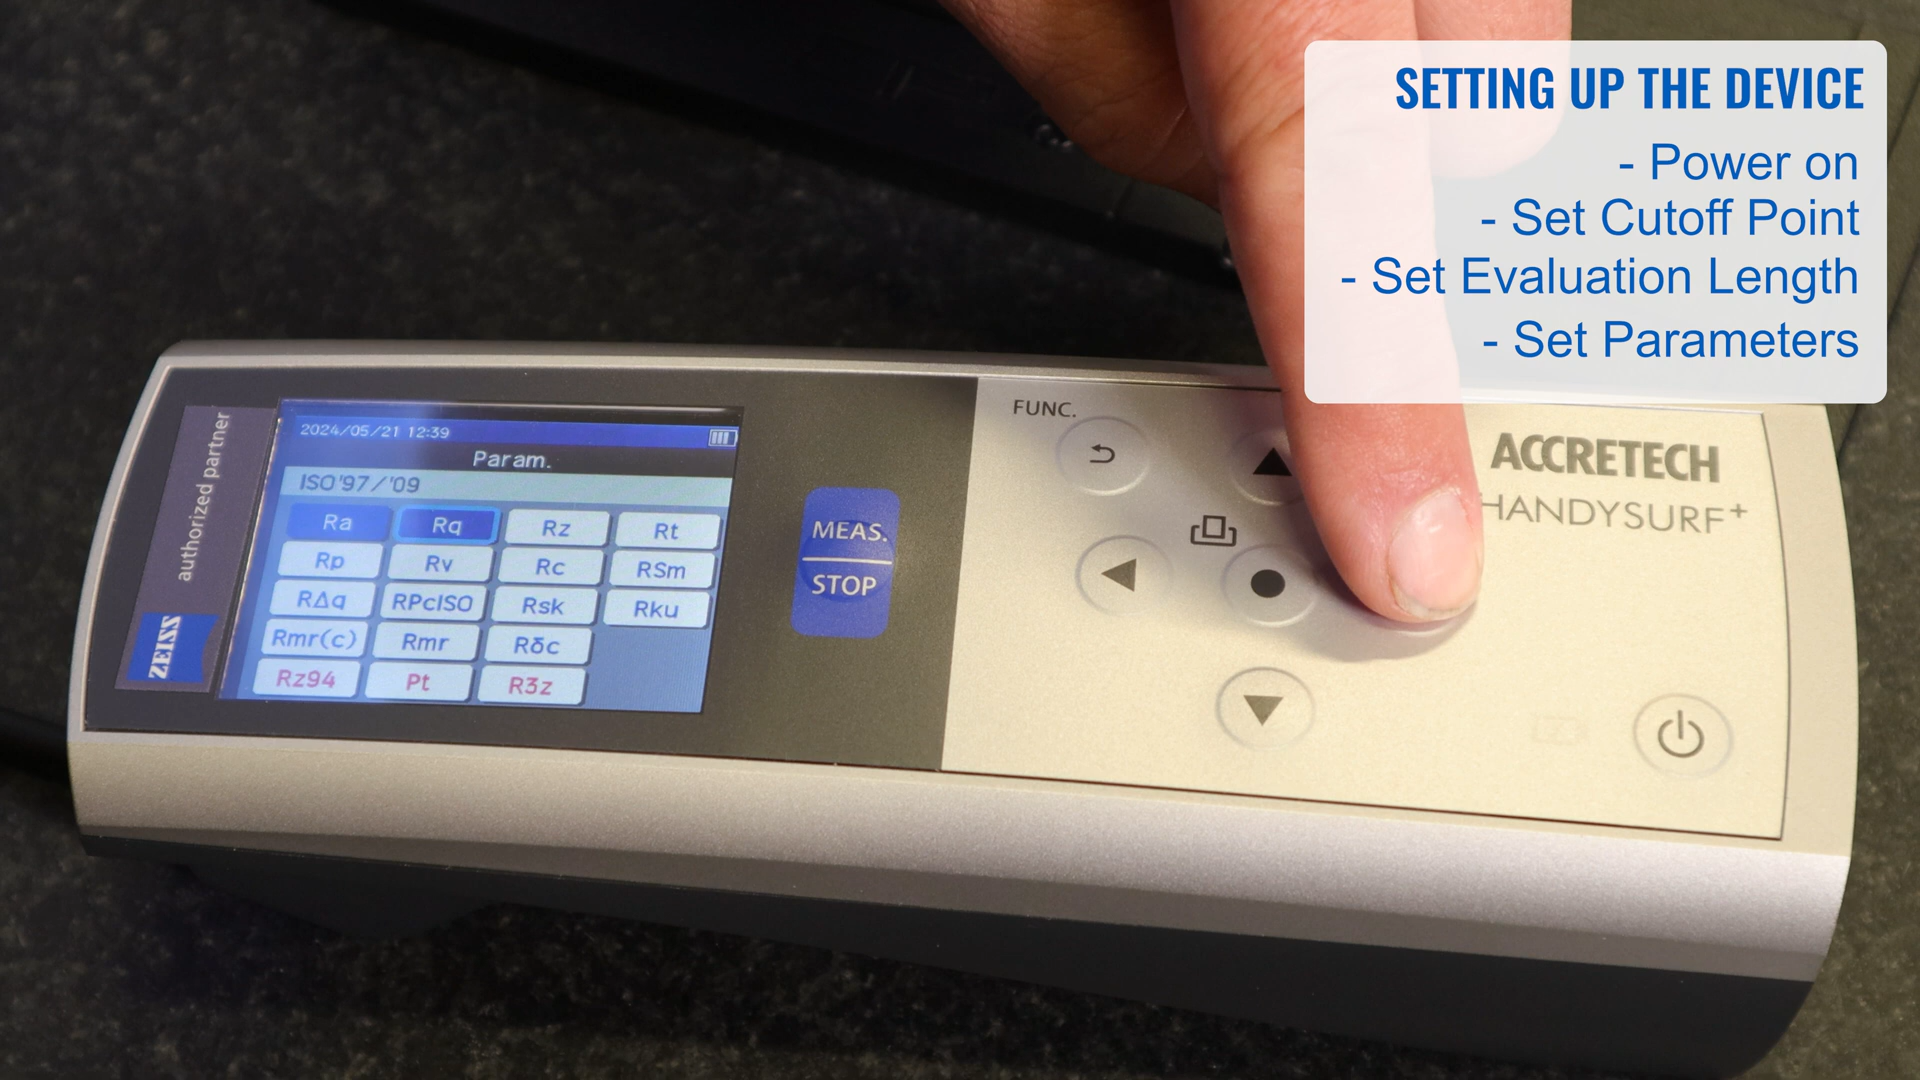 SETTING UP THE DEVICE
- Power on
- Set Cutoff Point
- Set Evaluation Length
- Set Parameters
authorized partner
ZEISS
2024/05/21 12:39
Param.
ISO'97/'09
Ra Rq Rz Rt
Rp Rv Rc RSm
RΔq RPcISO Rsk Rku
Rmr(c) Rmr Rδc
Rz94 Pt R3z
MEAS.
STOP
FUNC.
ACCRETECH
HANDYSURF+